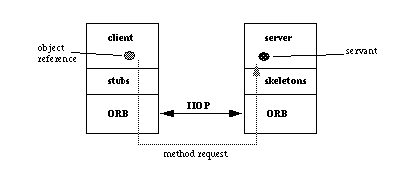 client
server
object
reference
servant
stubs
skeletons
IIOP
ORB
ORB
method request